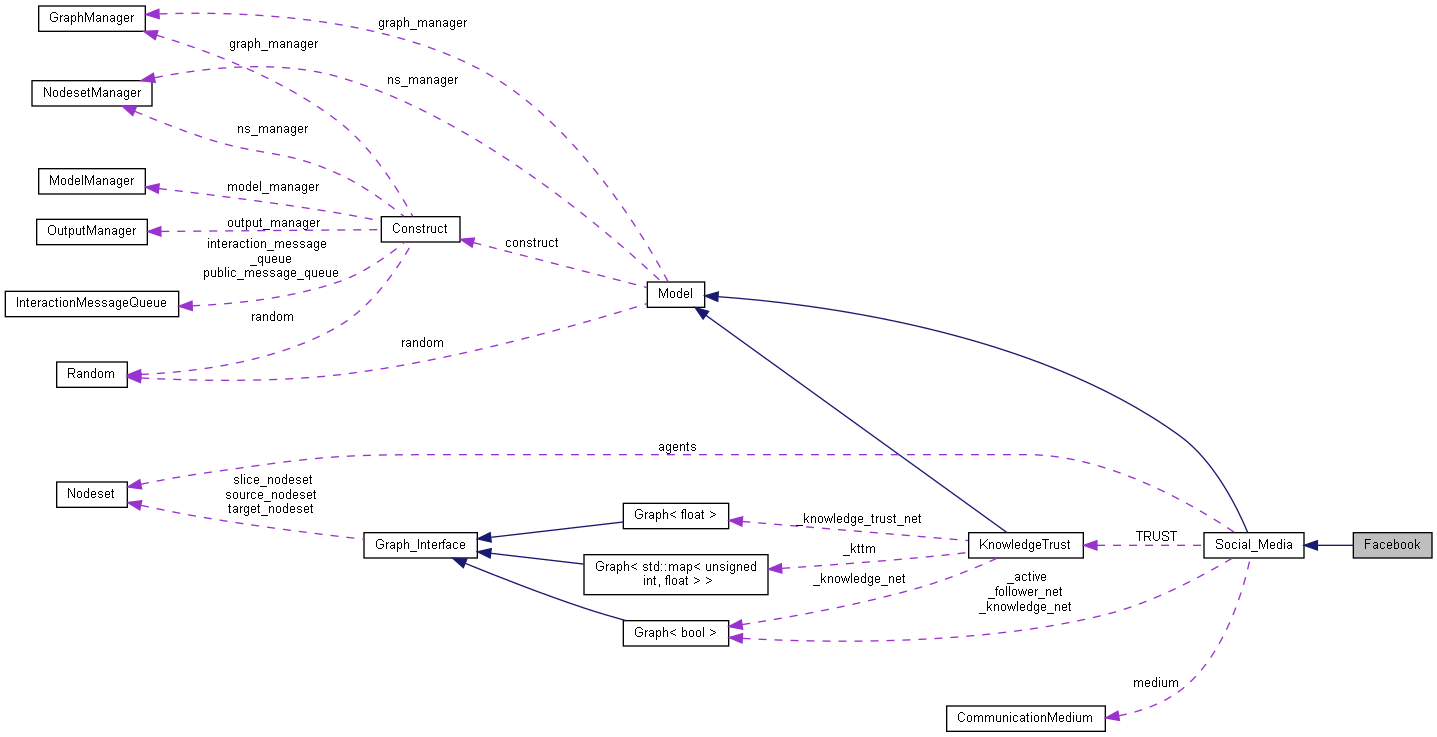 GraphManager
graph_manager
graph_manager
NodesetManager
ns_manager
ns_manager
ModelManager
model_manager
OutputManager
output_manager
Construct
construct
interaction_message
_queue
public_message_queue
InteractionMessageQueue
Model
random
random
Random
agents
Nodeset
slice_nodeset
source_nodeset
target_nodeset
Graph_Interface
Graph< float >
_knowledge_trust_net
Graph< std::map< unsigned
int, float > >
_kttm
_knowledge_net
Graph< bool >
KnowledgeTrust
TRUST
Social_Media
Facebook
_active
_follower_net
_knowledge_net
medium
CommunicationMedium